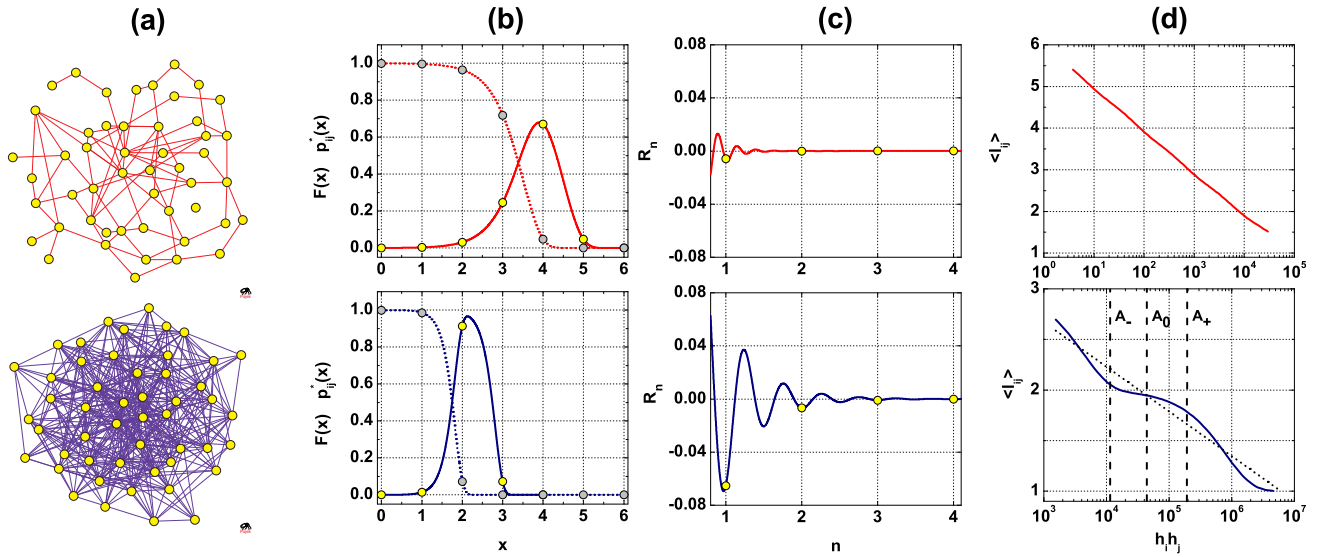 (a)
(b)
(c)
(d)
F(x) p*ij(x)
1.0
0.8
0.6
0.4
0.2
0.0
0 1 2 3 4 5 6
Rn
0.08
0.04
0.00
-0.04
-0.08
1 2 3 4
<lij>
6
5
4
3
2
1
10^0 10^1 10^2 10^3 10^4 10^5
F(x) p*ij(x)
1.0
0.8
0.6
0.4
0.2
0.0
0 1 2 3 4 5 6
x
Rn
0.08
0.04
0.00
-0.04
-0.08
1 2 3 4
n
<lij>
3
2
1
A- A0 A+
10^3 10^4 10^5 10^6 10^7
hihj